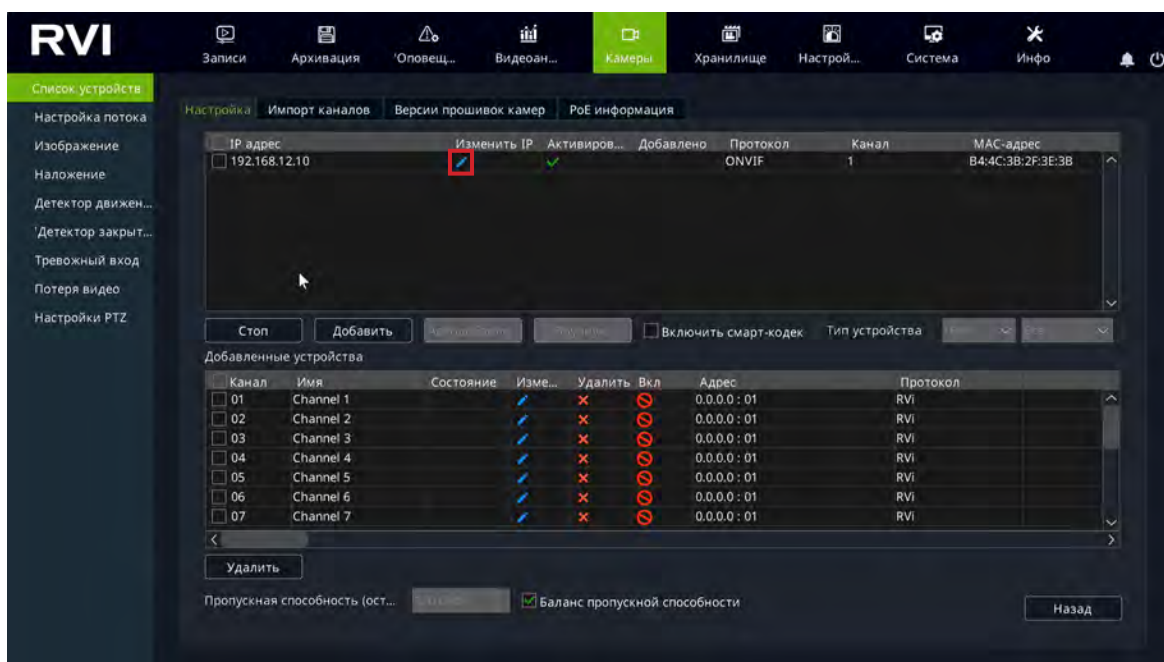 RVI
Записи Архивация 'Оповещ... Видеоан... Камеры Хранилище Настрой... Система Инфо
Список устройств
Настройка потока
Изображение
Наложение
Детектор движен...
'Детектор закрыт...
Тревожный вход
Потеря видео
Настройки PTZ
Настройка Импорт каналов Версии прошивок камер PoE информация
IP адрес Изменить IP Активиров... Добавлено Протокол Канал MAC-адрес
192.168.12.10 ONVIF 1 B4:4C:3B:2F:3E:3B
Стоп Добавить Включить смарт-кодек Тип устройства
Добавленные устройства
Канал Имя Состояние Изме... Удалить Вкл Адрес Протокол
01 Channel 1 0.0.0.0 : 01 RVi
02 Channel 2 0.0.0.0 : 01 RVi
03 Channel 3 0.0.0.0 : 01 RVi
04 Channel 4 0.0.0.0 : 01 RVi
05 Channel 5 0.0.0.0 : 01 RVi
06 Channel 6 0.0.0.0 : 01 RVi
07 Channel 7 0.0.0.0 : 01 RVi
Удалить
Пропускная способность (ост... Баланс пропускной способности
Назад